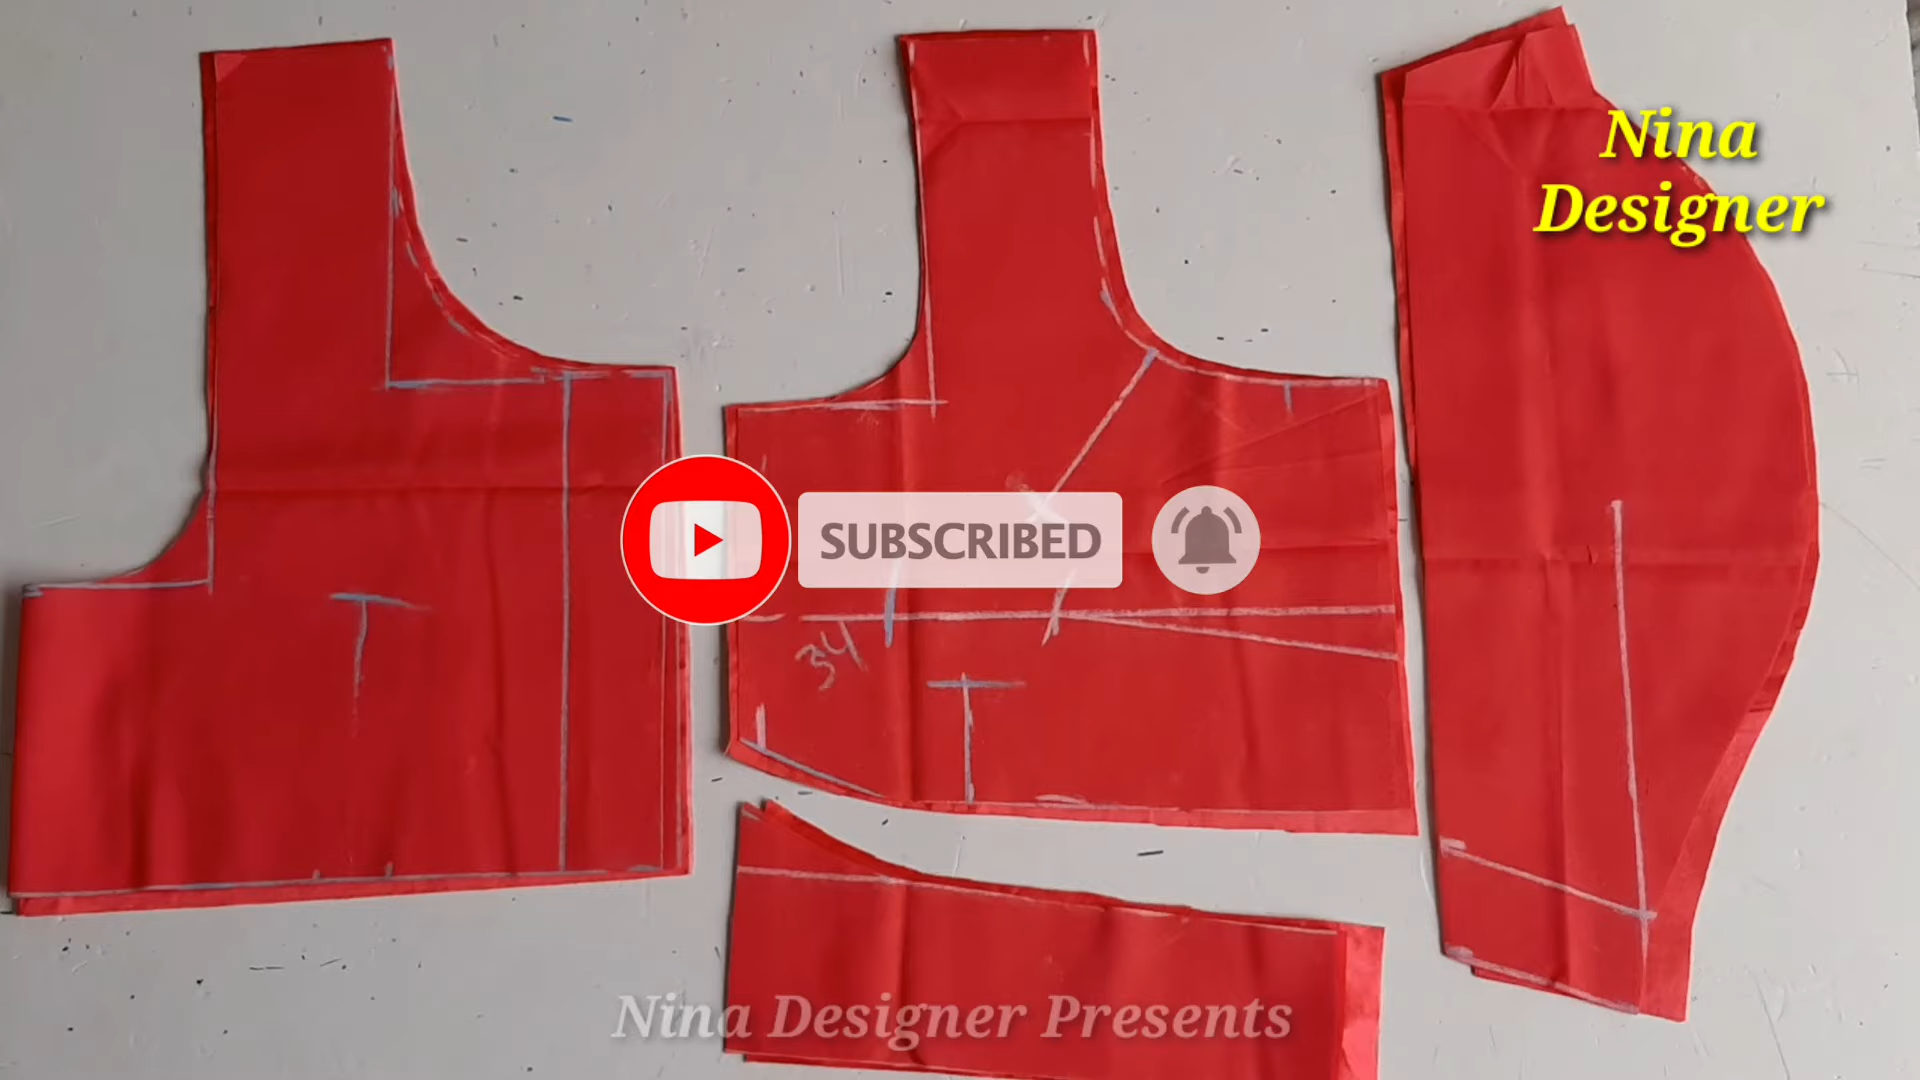 Nina
Designer
SUBSCRIBED
34
T
T
Nina Designer Presents